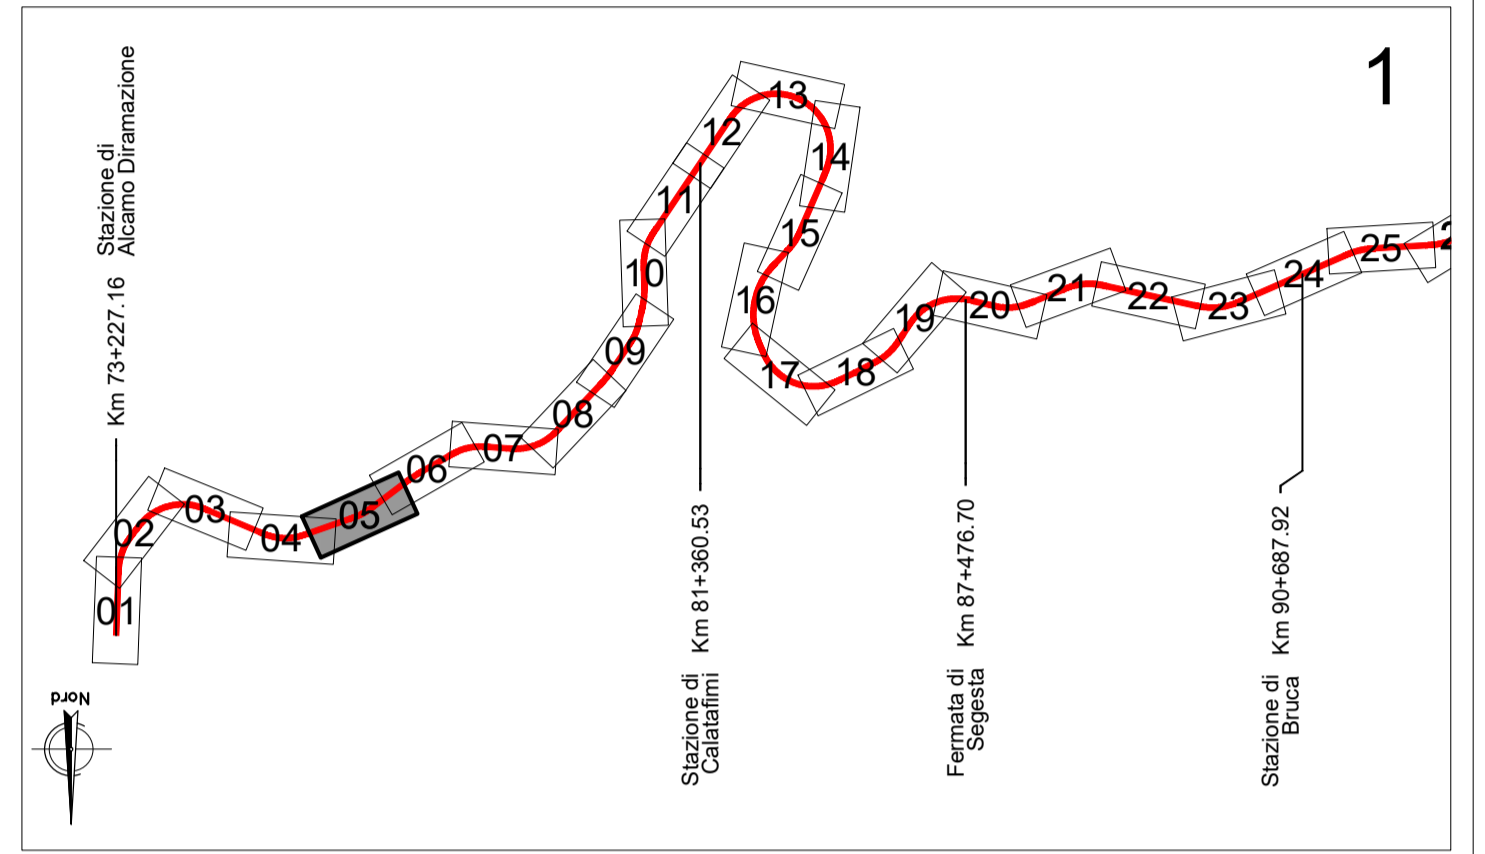 1
Stazione di
Alcamo Diramazione
Km 73+227.16
01
02
03
04
05
06
07
08
09
10
11
12
13
14
15
16
17
18
19
20
21
22
23
24
25
Stazione di
Calatafimi
Km 81+360.53
Fermata di
Segesta
Km 87+476.70
Stazione di
Bruca
Km 90+687.92
Nord